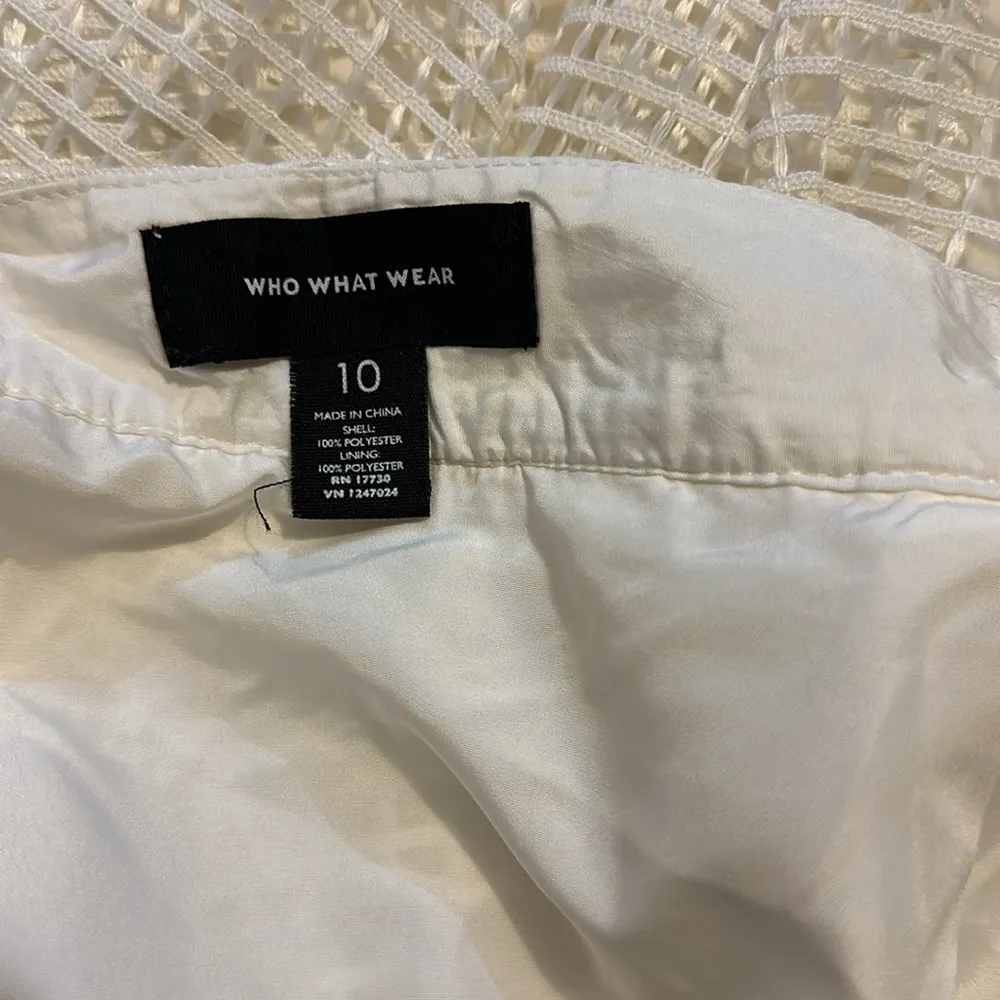 WHO WHAT WEAR
10
MADE IN CHINA
SHELL:
100% POLYESTER
LINING:
100% POLYESTER
RN 17730
VN 1247024